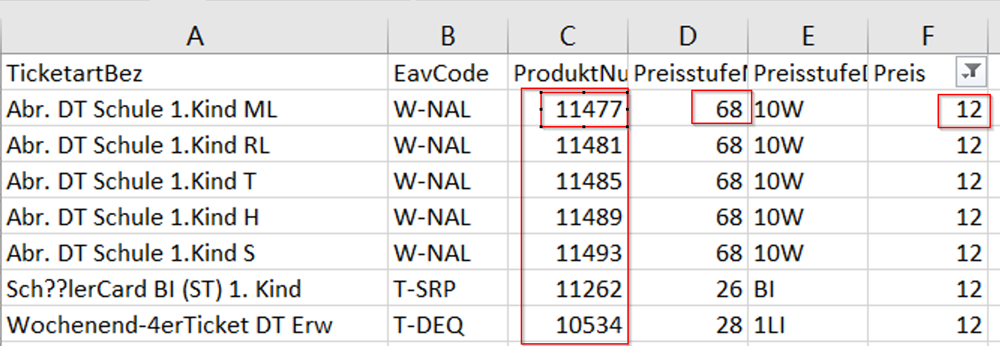 A B C D E F
TicketartBez EavCode ProduktNu PreisstufeN PreisstufeD Preis
Abr. DT Schule 1.Kind ML W-NAL 11477 68 10W 12
Abr. DT Schule 1.Kind RL W-NAL 11481 68 10W 12
Abr. DT Schule 1.Kind T W-NAL 11485 68 10W 12
Abr. DT Schule 1.Kind H W-NAL 11489 68 10W 12
Abr. DT Schule 1.Kind S W-NAL 11493 68 10W 12
Sch??lerCard BI (ST) 1. Kind T-SRP 11262 26 BI 12
Wochenend-4erTicket DT Erw T-DEQ 10534 28 1LI 12